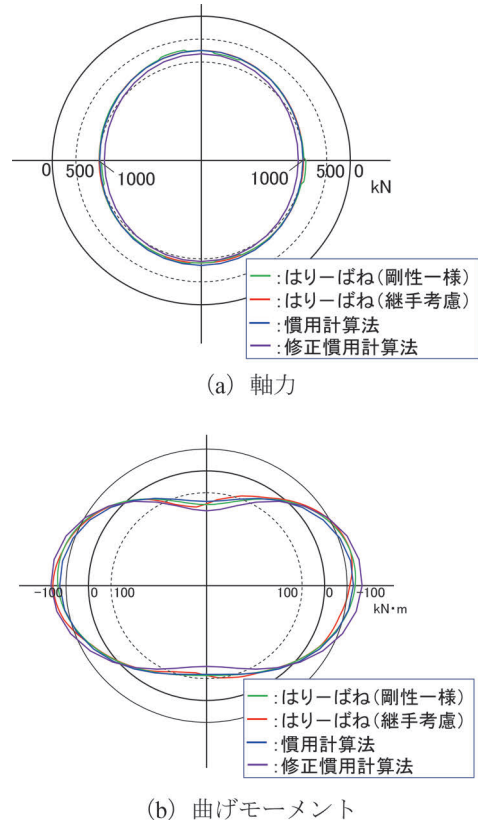 0 500 1000 1000 500 0
kN
:はりーばね(剛性一様)
:はりーばね(継手考慮)
:慣用計算法
:修正慣用計算法
(a) 軸力
-100 0 100 100 0 -100
kN・m
:はりーばね(剛性一様)
:はりーばね(継手考慮)
:慣用計算法
:修正慣用計算法
(b) 曲げモーメント